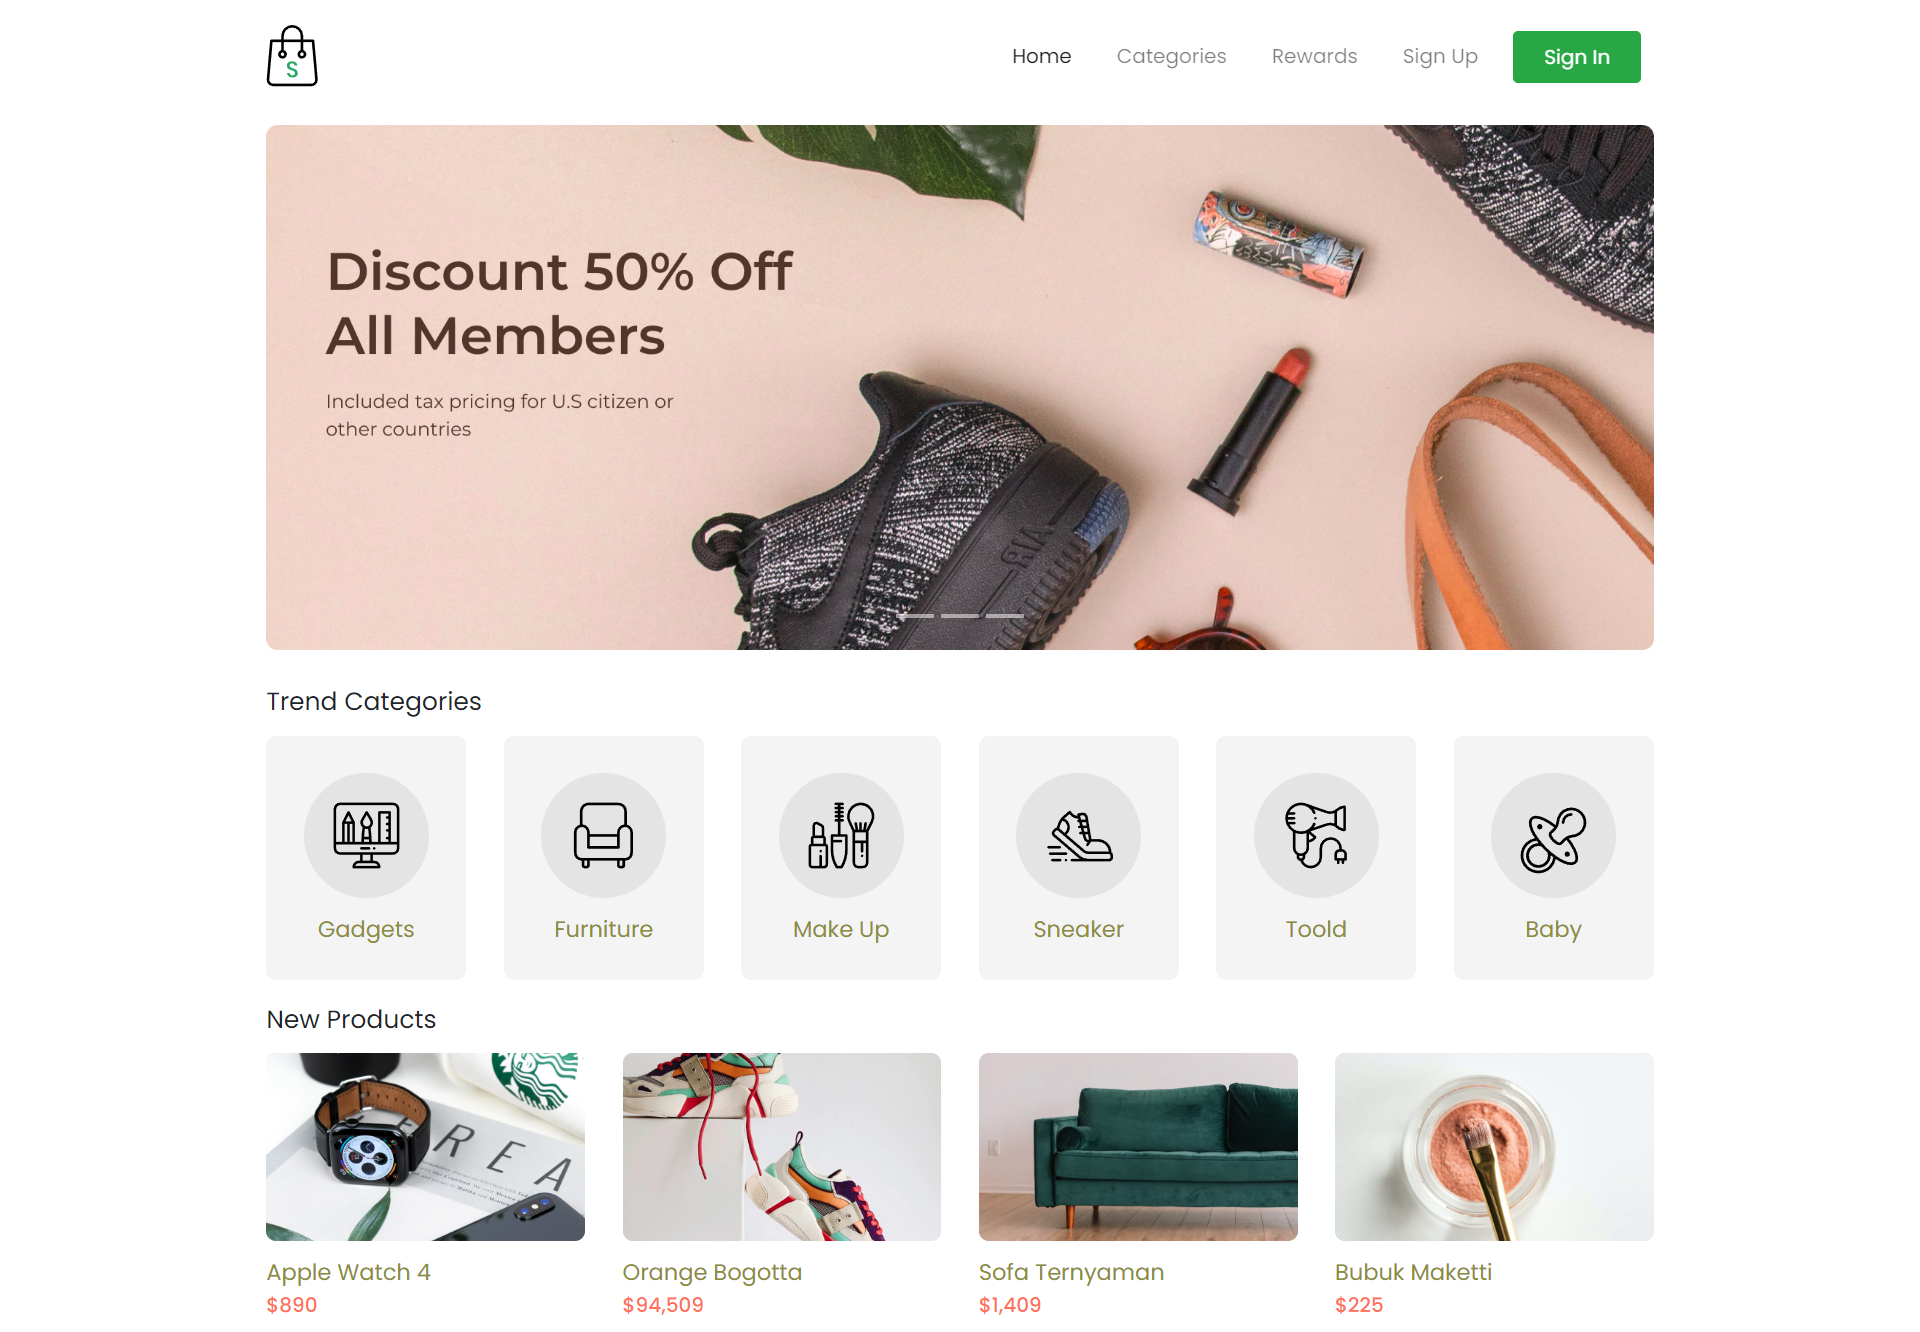 S
Home
Categories
Rewards
Sign Up
Sign In
Discount 50% Off
All Members
Included tax pricing for U.S citizen or
other countries
AIR
Trend Categories
Gadgets
Furniture
Make Up
Sneaker
Toold
Baby
New Products
E R E A
Apple Watch 4
$890
Orange Bogotta
$94,509
Sofa Ternyaman
$1,409
Bubuk Maketti
$225